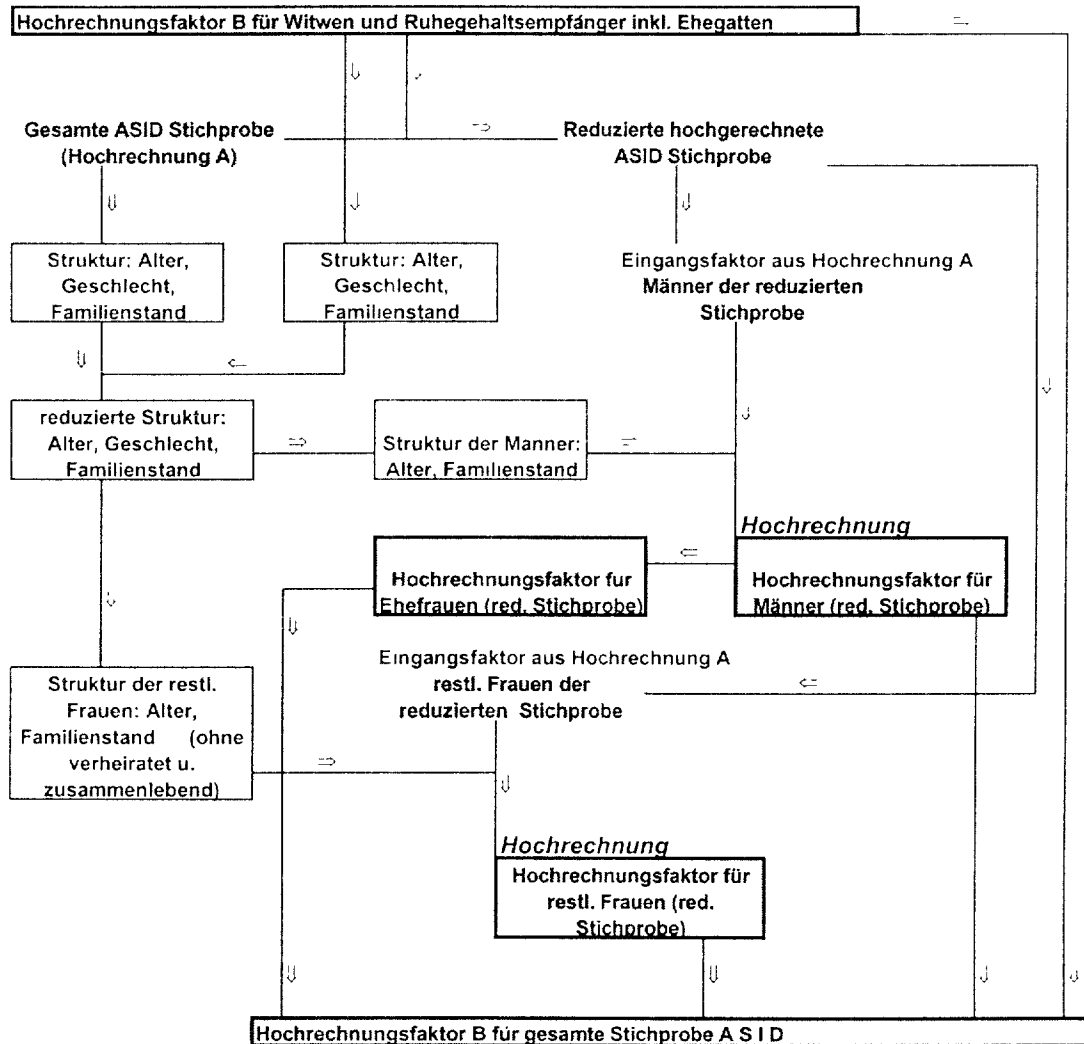 Hochrechnungsfaktor B für Witwen und Ruhegehaltsempfánger inkl. Ehegatten
Gesamte ASID Stichprobe
(Hochrechnung A)
Reduzierte hochgerechnete
ASID Stichprobe
Struktur: Alter,
Geschlecht,
Familienstand
Struktur: Alter,
Geschlecht,
Familienstand
Eingangsfaktor aus Hochrechnung A
Männer der reduzierten
Stichprobe
reduzierte Struktur:
Alter, Geschlecht,
Familienstand
Struktur der Manner:
Alter, Familienstand
Hochrechnung
Hochrechnungsfaktor fur
Ehefrauen (red. Stichprobe)
Hochrechnungsfaktor für
Männer (red. Stichprobe)
Eingangsfaktor aus Hochrechnung A
restl. Frauen der
reduzierten Stichprobe
Struktur der restl.
Frauen: Alter,
Familienstand (ohne
verheiratet u.
zusammenlebend)
Hochrechnung
Hochrechnungsfaktor für
restl. Frauen (red.
Stichprobe)
Hochrechnungsfaktor B für gesamte Stichprobe A S I D